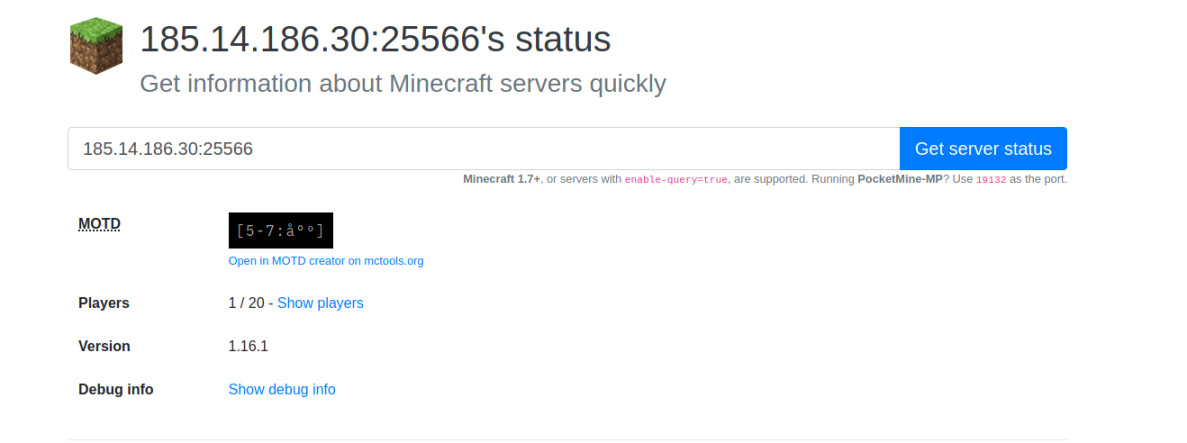 185.14.186.30:25566's status
Get information about Minecraft servers quickly
185.14.186.30:25566
Get server status
Minecraft 1.7+, or servers with enable-query=true, are supported. Running PocketMine-MP? Use 19132 as the port.
MOTD
[5-7:åºº]
Open in MOTD creator on mctools.org
Players
1 / 20 - Show players
Version
1.16.1
Debug info
Show debug info